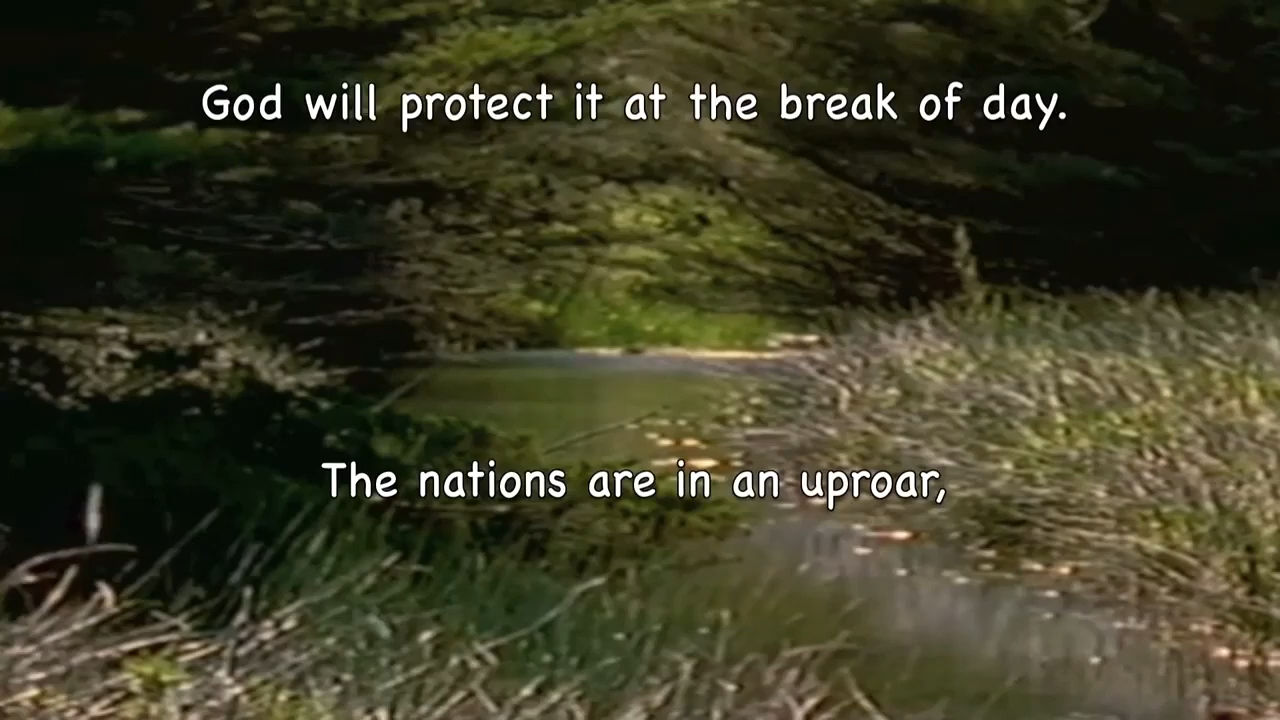 God will protect it at the break of day.
The nations are in an uproar,